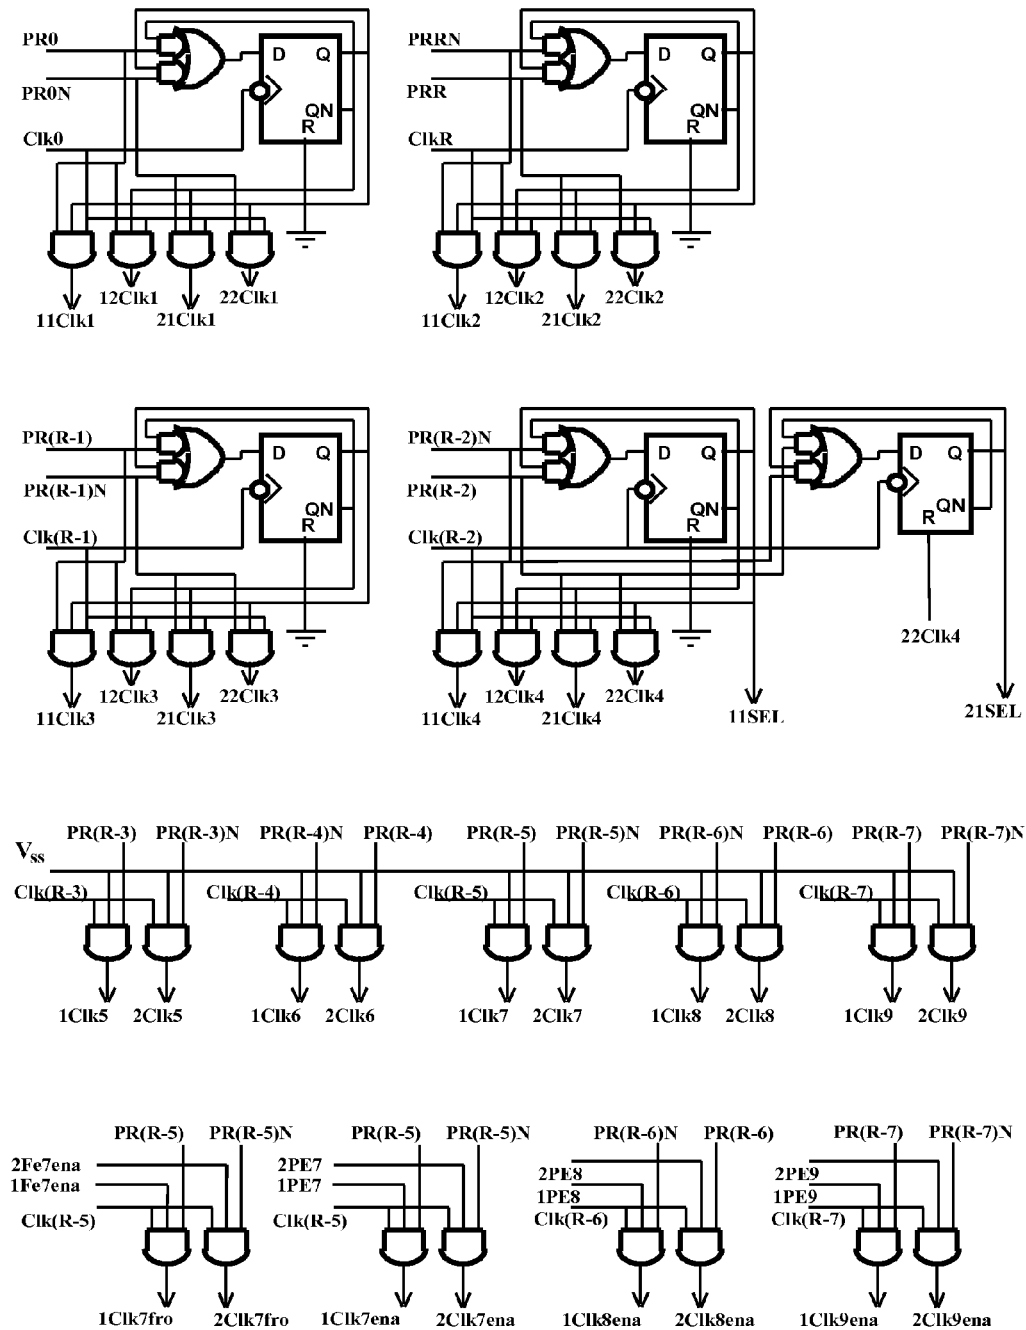 PR0
PR0N
Clk0
D Q
QN
R
11Clk1
12Clk1
21Clk1
22Clk1
PRRN
PRR
ClkR
D Q
QN
R
11Clk2
12Clk2
21Clk2
22Clk2
PR(R-1)
PR(R-1)N
Clk(R-1)
D Q
QN
R
11Clk3
12Clk3
21Clk3
22Clk3
PR(R-2)N
PR(R-2)
Clk(R-2)
D Q
QN
R
D Q
QN
R
22Clk4
11Clk4
12Clk4
21Clk4
22Clk4
11SEL
21SEL
PR(R-3) PR(R-3)N PR(R-4)N PR(R-4) PR(R-5) PR(R-5)N PR(R-6)N PR(R-6) PR(R-7) PR(R-7)N
Vss
Clk(R-3) Clk(R-4) Clk(R-5) Clk(R-6) Clk(R-7)
1Clk5 2Clk5 1Clk6 2Clk6 1Clk7 2Clk7 1Clk8 2Clk8 1Clk9 2Clk9
PR(R-5) PR(R-5)N PR(R-5) PR(R-5)N PR(R-6)N PR(R-6) PR(R-7) PR(R-7)N
2Fe7ena 2PE7 2PE8 2PE9
1Fe7ena 1PE7 1PE8 1PE9
Clk(R-5) Clk(R-5) Clk(R-6) Clk(R-7)
1Clk7fro 2Clk7fro 1Clk7ena 2Clk7ena 1Clk8ena 2Clk8ena 1Clk9ena 2Clk9ena